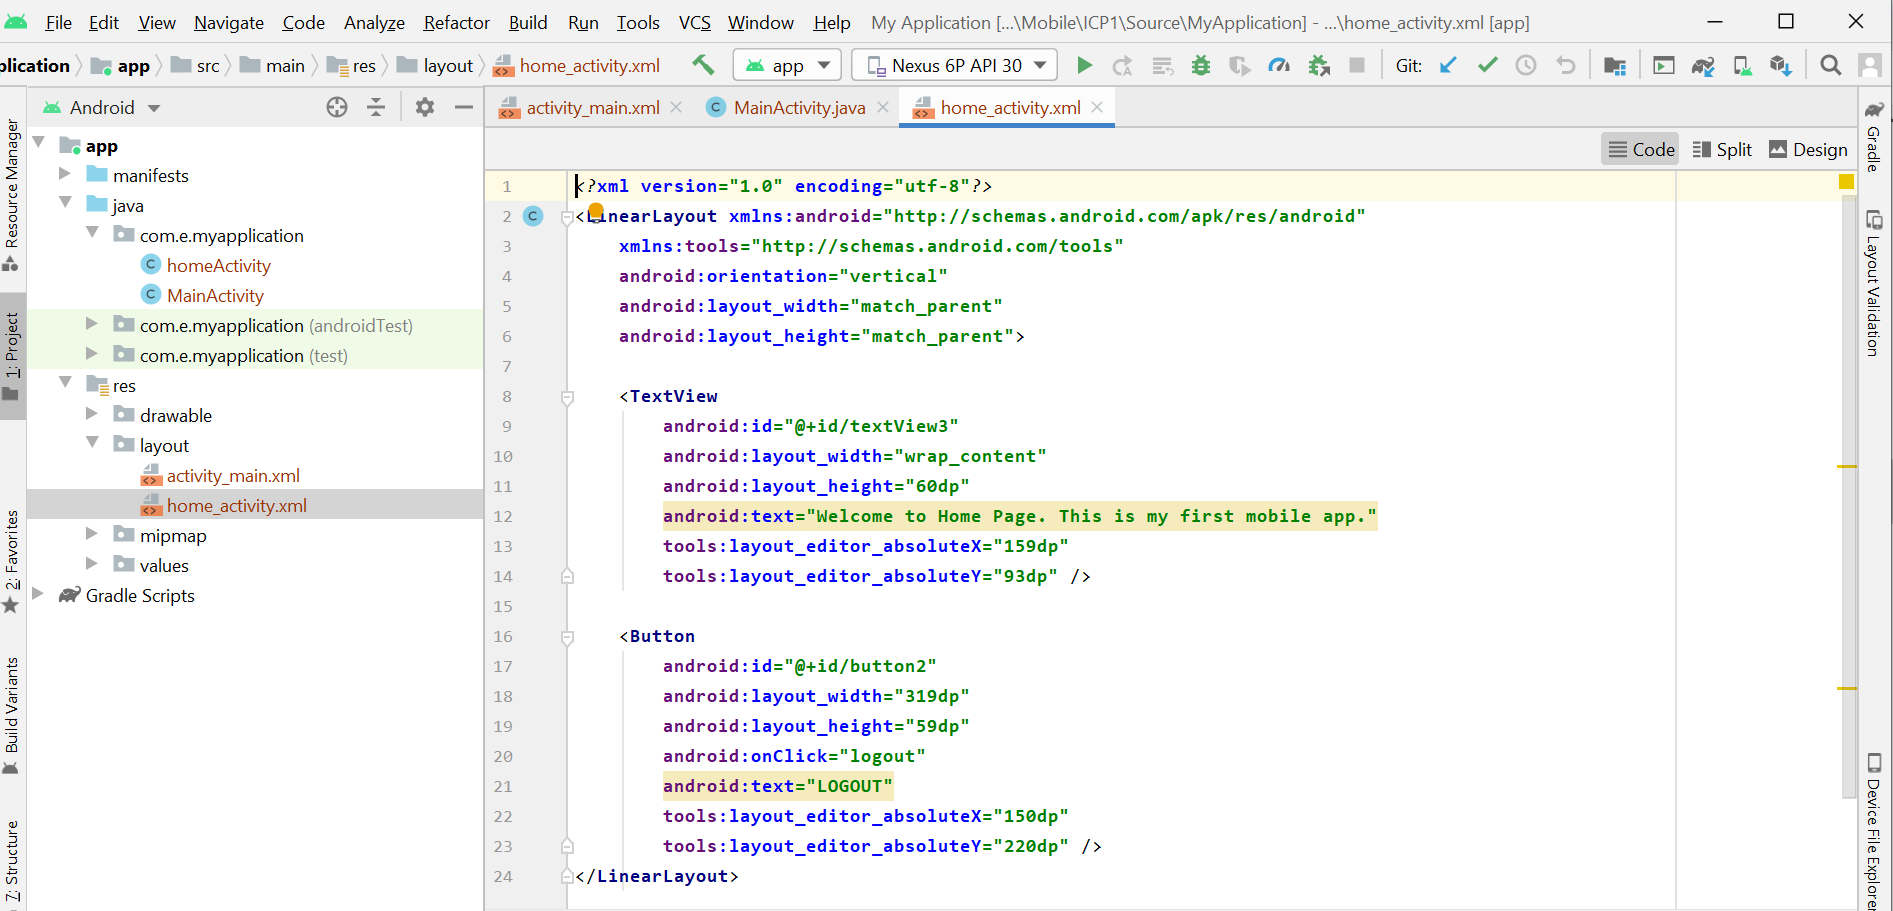 File Edit View Navigate Code Analyze Refactor Build Run Tools VCS Window Help My Application [...\Mobile\ICP1\Source\MyApplication] - ...\home_activity.xml [app]
plication app src main res layout home_activity.xml app Nexus 6P API 30 Git:
Android
activity_main.xml MainActivity.java home_activity.xml
Code Split Design
Resource Manager
1: Project
2: Favorites
Build Variants
7: Structure
app
manifests
java
com.e.myapplication
homeActivity
MainActivity
com.e.myapplication (androidTest)
com.e.myapplication (test)
res
drawable
layout
activity_main.xml
home_activity.xml
mipmap
values
Gradle Scripts
1 <?xml version="1.0" encoding="utf-8"?>
2 <LinearLayout xmlns:android="http://schemas.android.com/apk/res/android"
3 xmlns:tools="http://schemas.android.com/tools"
4 android:orientation="vertical"
5 android:layout_width="match_parent"
6 android:layout_height="match_parent">
7
8 <TextView
9 android:id="@+id/textView3"
10 android:layout_width="wrap_content"
11 android:layout_height="60dp"
12 android:text="Welcome to Home Page. This is my first mobile app."
13 tools:layout_editor_absoluteX="159dp"
14 tools:layout_editor_absoluteY="93dp" />
15
16 <Button
17 android:id="@+id/button2"
18 android:layout_width="319dp"
19 android:layout_height="59dp"
20 android:onClick="logout"
21 android:text="LOGOUT"
22 tools:layout_editor_absoluteX="150dp"
23 tools:layout_editor_absoluteY="220dp" />
24 </LinearLayout>
Gradle
Layout Validation
Device File Explorer